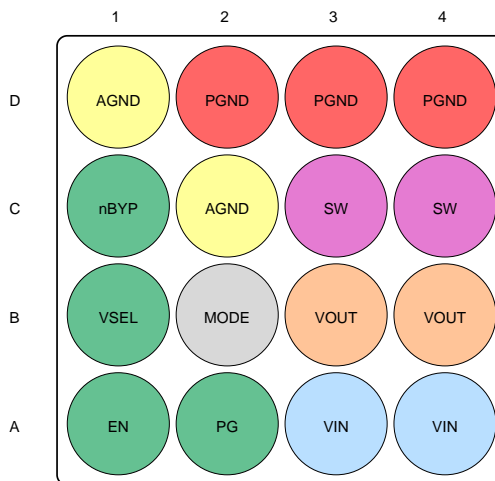 1 2 3 4
D AGND PGND PGND PGND
C nBYP AGND SW SW
B VSEL MODE VOUT VOUT
A EN PG VIN VIN